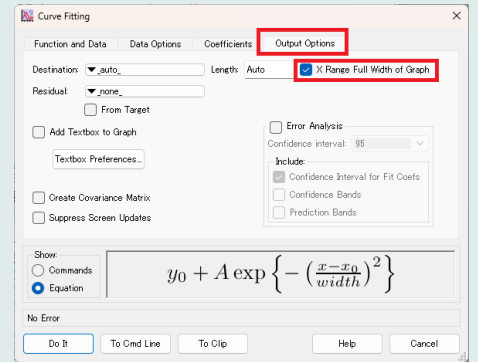 Curve Fitting
Function and Data Data Options Coefficients Output Options
Destination: _auto_ Length: Auto X Range Full Width of Graph
Residual: _none_
From Target
Add Textbox to Graph
Textbox Preferences...
Create Covariance Matrix
Suppress Screen Updates
Error Analysis
Confidence interval: 95
Include:
Confidence Interval for Fit Coefs
Confidence Bands
Prediction Bands
Show:
Commands
Equation
y₀ + A exp { − ( (x−x₀)/width )² }
No Error
Do It To Cmd Line To Clip Help Cancel